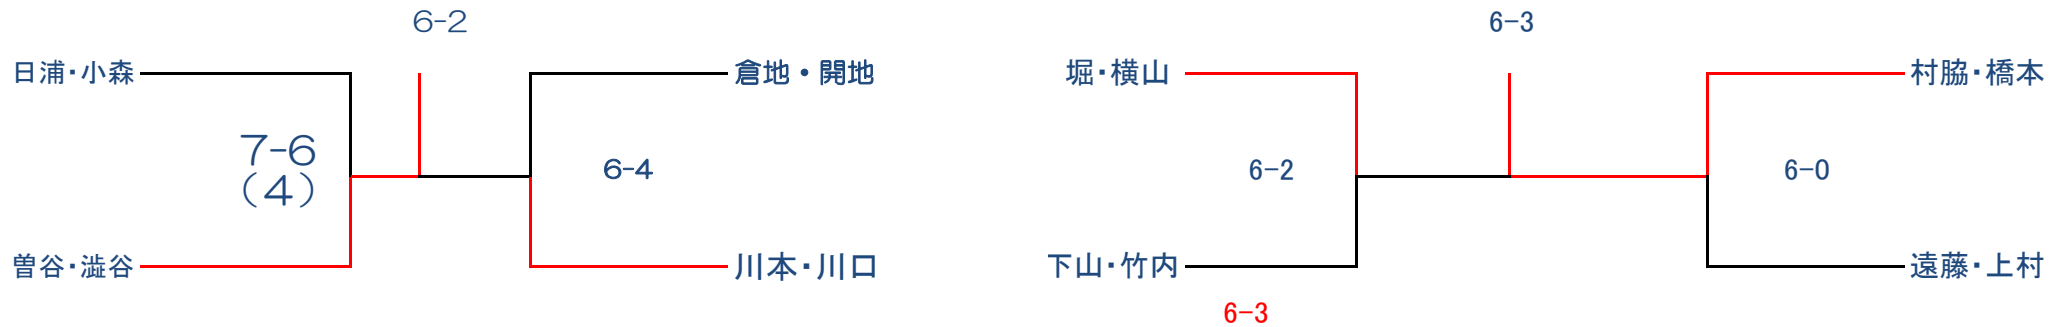 6-2
6-3
日浦・小森
倉地・開地
堀・横山
村脇・橋本
7-6
（4）
6-4
6-2
6-0
曽谷・澁谷
川本・川口
下山・竹内
遠藤・上村
6-3